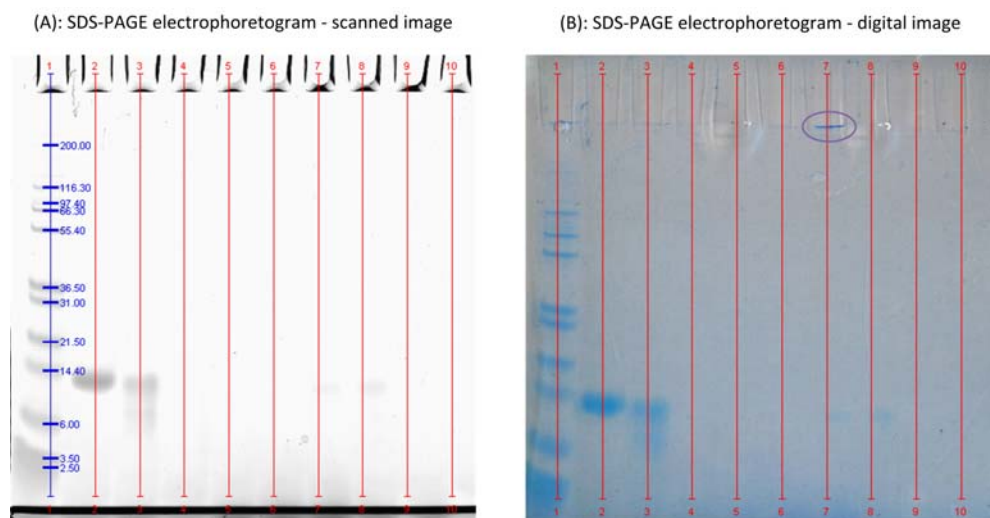 (A): SDS-PAGE electrophoretogram - scanned image
(B): SDS-PAGE electrophoretogram - digital image
1 2 3 4 5 6 7 8 9 10
200.00
116.30
97.40
66.30
55.40
36.50
31.00
21.50
14.40
6.00
3.50
2.50
1 2 3 4 5 6 7 8 9 10
1 2 3 4 5 6 7 8 9 10
1 2 3 4 5 6 7 8 9 10